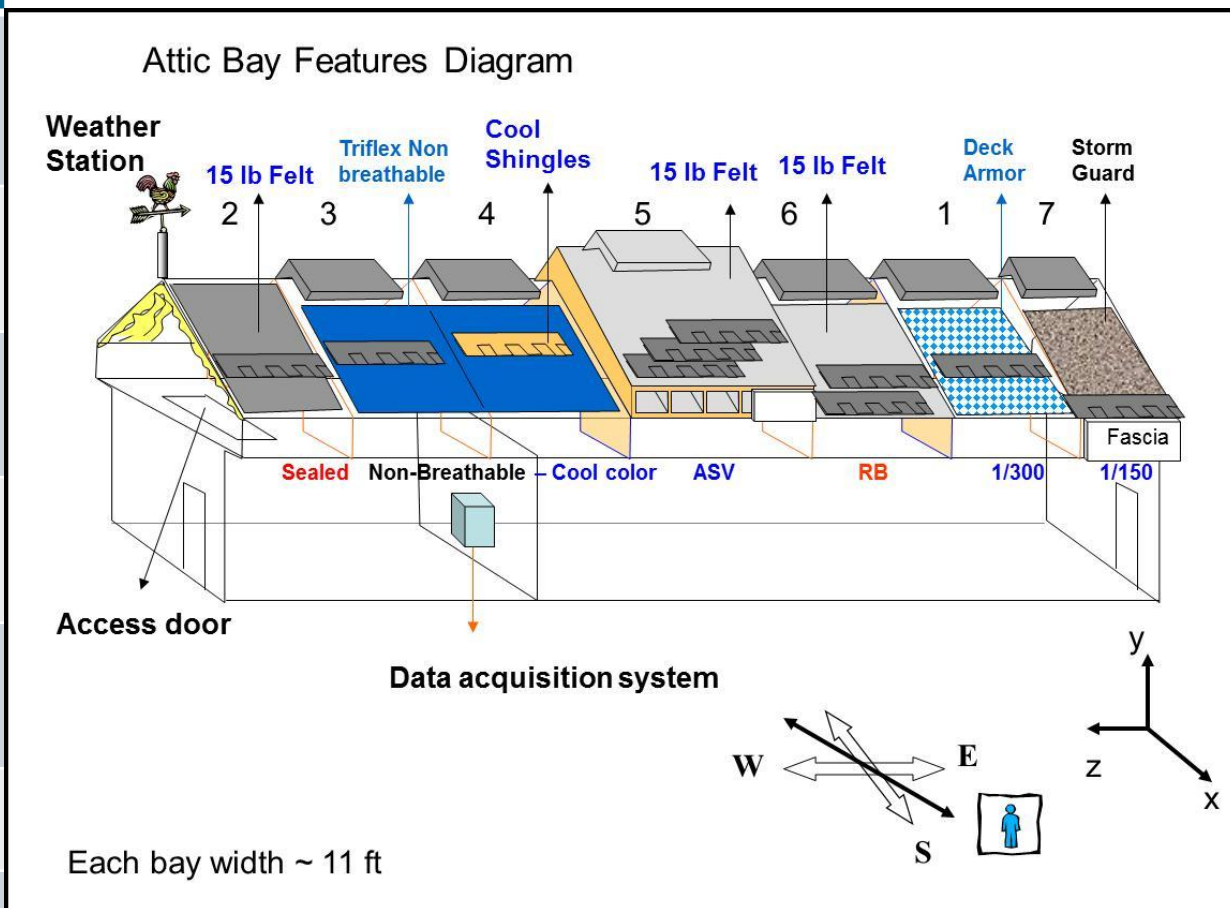 Attic Bay Features Diagram
Weather
Station
15 lb Felt
Triflex Non
breathable
Cool
Shingles
15 lb Felt
15 lb Felt
Deck
Armor
Storm
Guard
2
3
4
5
6
1
7
Fascia
Sealed
Non-Breathable
– Cool color
ASV
RB
1/300
1/150
Access door
Data acquisition system
y
z
x
W
E
S
Each bay width ~ 11 ft